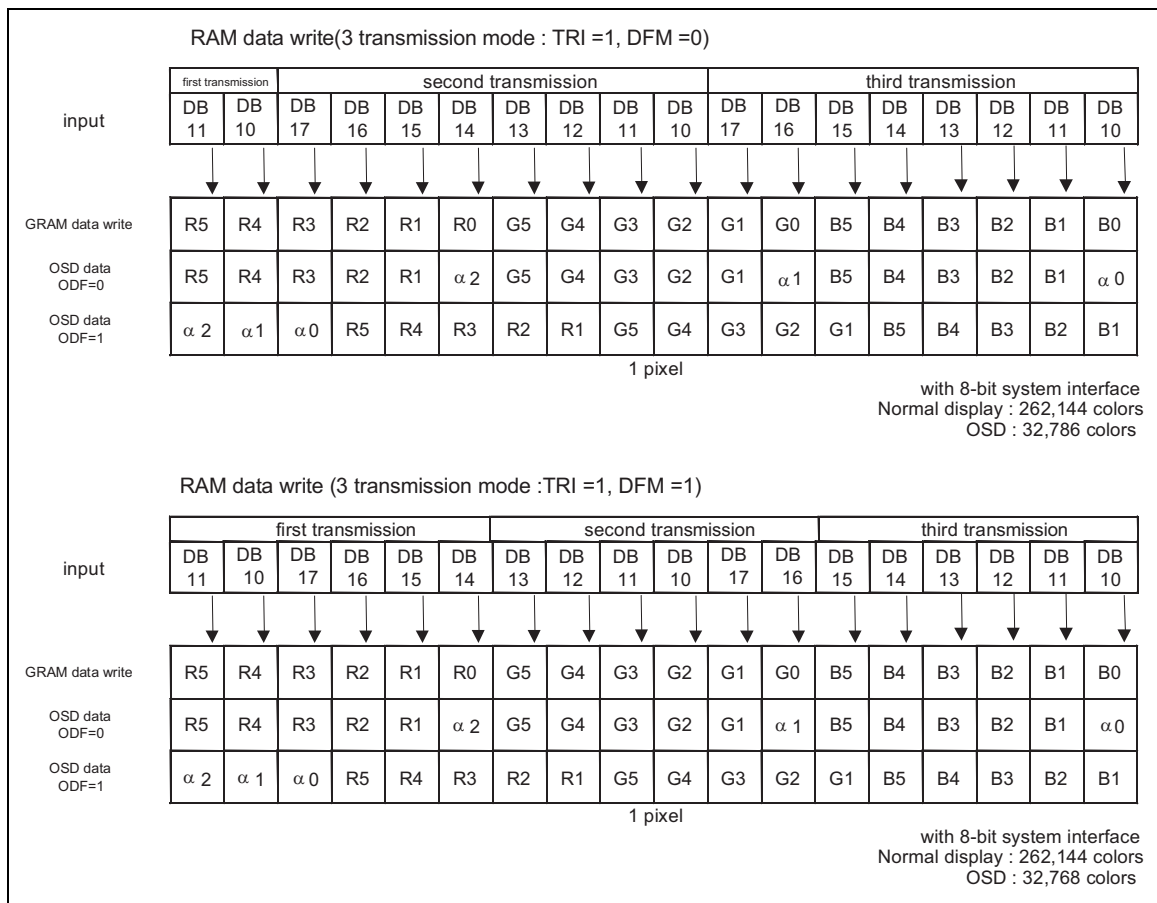 RAM data write(3 transmission mode : TRI =1, DFM =0)
first transmission second transmission third transmission
input DB 11 DB 10 DB 17 DB 16 DB 15 DB 14 DB 13 DB 12 DB 11 DB 10 DB 17 DB 16 DB 15 DB 14 DB 13 DB 12 DB 11 DB 10
GRAM data write R5 R4 R3 R2 R1 R0 G5 G4 G3 G2 G1 G0 B5 B4 B3 B2 B1 B0
OSD data ODF=0 R5 R4 R3 R2 R1 α2 G5 G4 G3 G2 G1 α1 B5 B4 B3 B2 B1 α0
OSD data ODF=1 α2 α1 α0 R5 R4 R3 R2 R1 G5 G4 G3 G2 G1 B5 B4 B3 B2 B1
1 pixel
with 8-bit system interface
Normal display : 262,144 colors
OSD : 32,786 colors
RAM data write (3 transmission mode :TRI =1, DFM =1)
first transmission second transmission third transmission
input DB 11 DB 10 DB 17 DB 16 DB 15 DB 14 DB 13 DB 12 DB 11 DB 10 DB 17 DB 16 DB 15 DB 14 DB 13 DB 12 DB 11 DB 10
GRAM data write R5 R4 R3 R2 R1 R0 G5 G4 G3 G2 G1 G0 B5 B4 B3 B2 B1 B0
OSD data ODF=0 R5 R4 R3 R2 R1 α2 G5 G4 G3 G2 G1 α1 B5 B4 B3 B2 B1 α0
OSD data ODF=1 α2 α1 α0 R5 R4 R3 R2 R1 G5 G4 G3 G2 G1 B5 B4 B3 B2 B1
1 pixel
with 8-bit system interface
Normal display : 262,144 colors
OSD : 32,768 colors